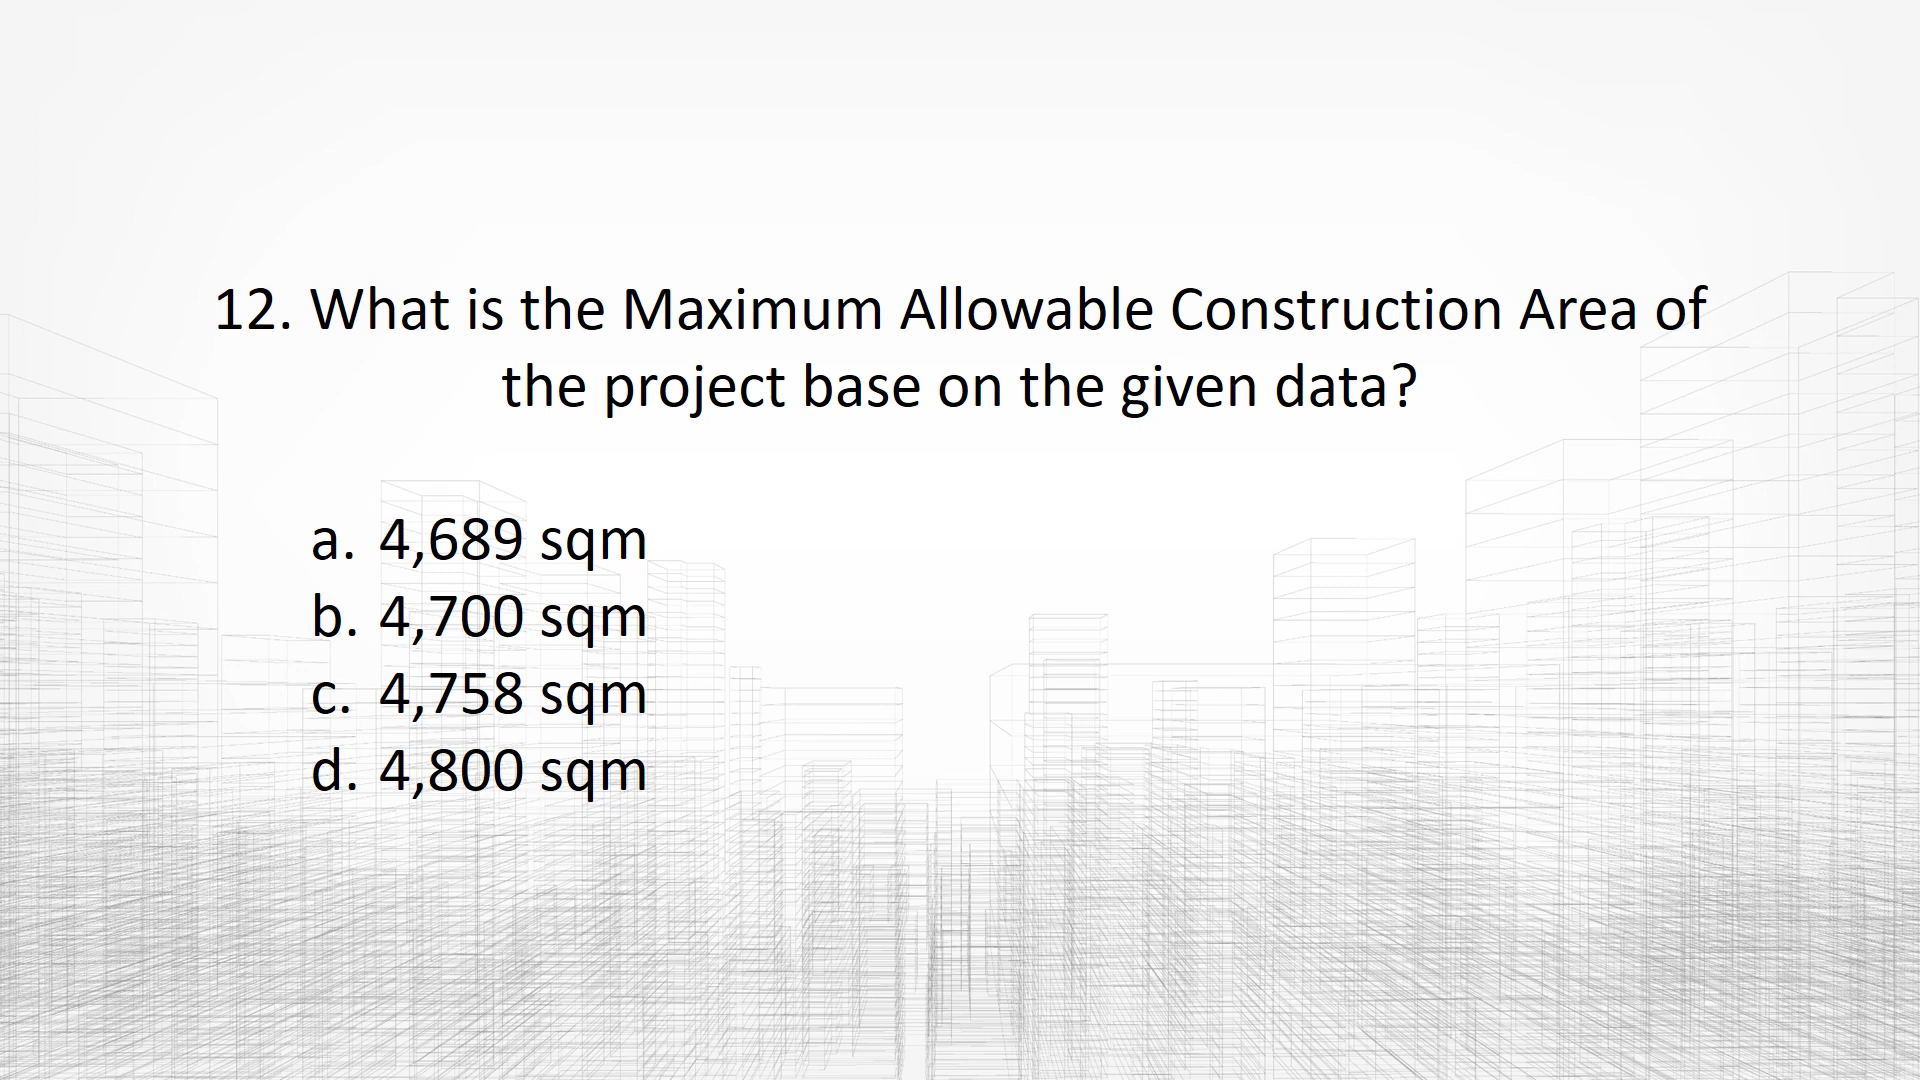 12. What is the Maximum Allowable Construction Area of
the project base on the given data?
a. 4,689 sqm
b. 4,700 sqm
c. 4,758 sqm
d. 4,800 sqm